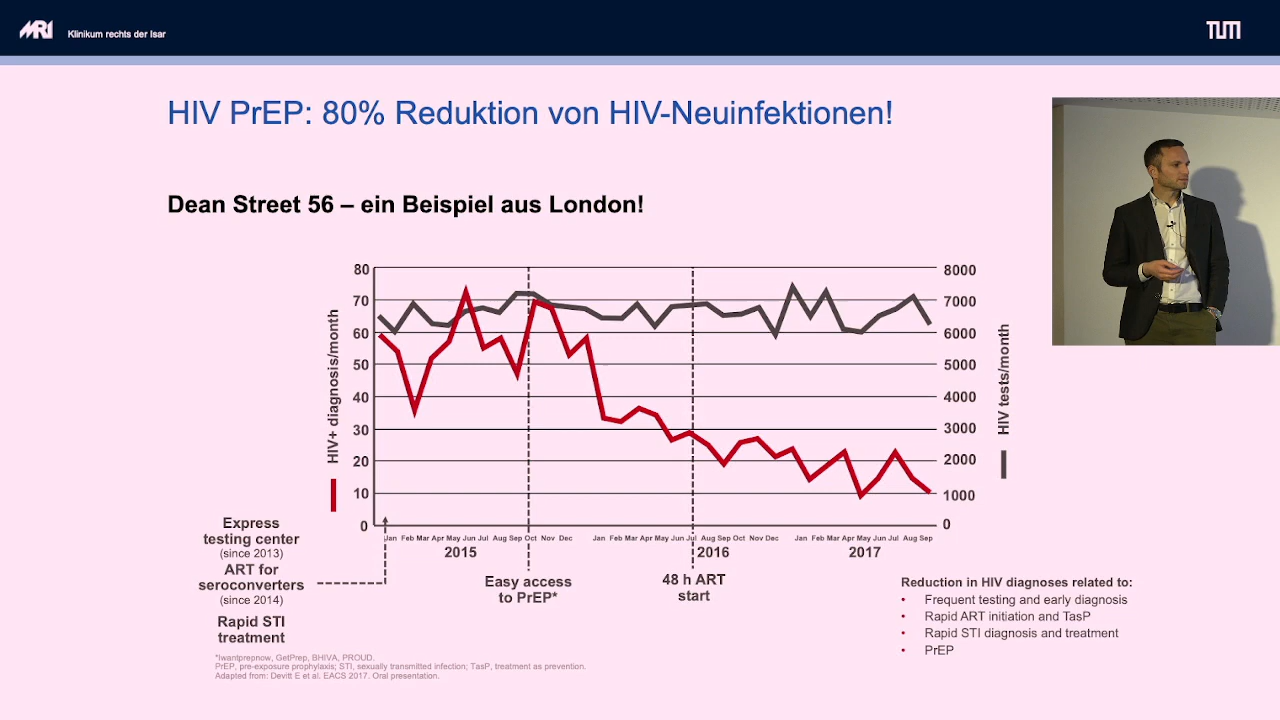 MRI
Klinikum rechts der Isar
TUM
HIV PrEP: 80% Reduktion von HIV-Neuinfektionen!
Dean Street 56 – ein Beispiel aus London!
HIV+ diagnosis/month
80
70
60
50
40
30
20
10
0
8000
7000
6000
5000
4000
3000
2000
1000
0
HIV tests/month
Jan Feb Mar Apr May Jun Jul Aug Sep Oct Nov Dec Jan Feb Mar Apr May Jun Jul Aug Sep Oct Nov Dec Jan Feb Mar Apr May Jun Jul Aug Sep
2015 2016 2017
Express
testing center
(since 2013)
ART for
seroconverters
(since 2014)
Rapid STI
treatment
Easy access
to PrEP*
48 h ART
start
Reduction in HIV diagnoses related to:
• Frequent testing and early diagnosis
• Rapid ART initiation and TasP
• Rapid STI diagnosis and treatment
• PrEP
*Iwantprepnow, GetPrep, BHIVA, PROUD.
PrEP, pre-exposure prophylaxis; STI, sexually transmitted infection; TasP, treatment as prevention.
Adapted from: Devitt E et al. EACS 2017. Oral presentation.